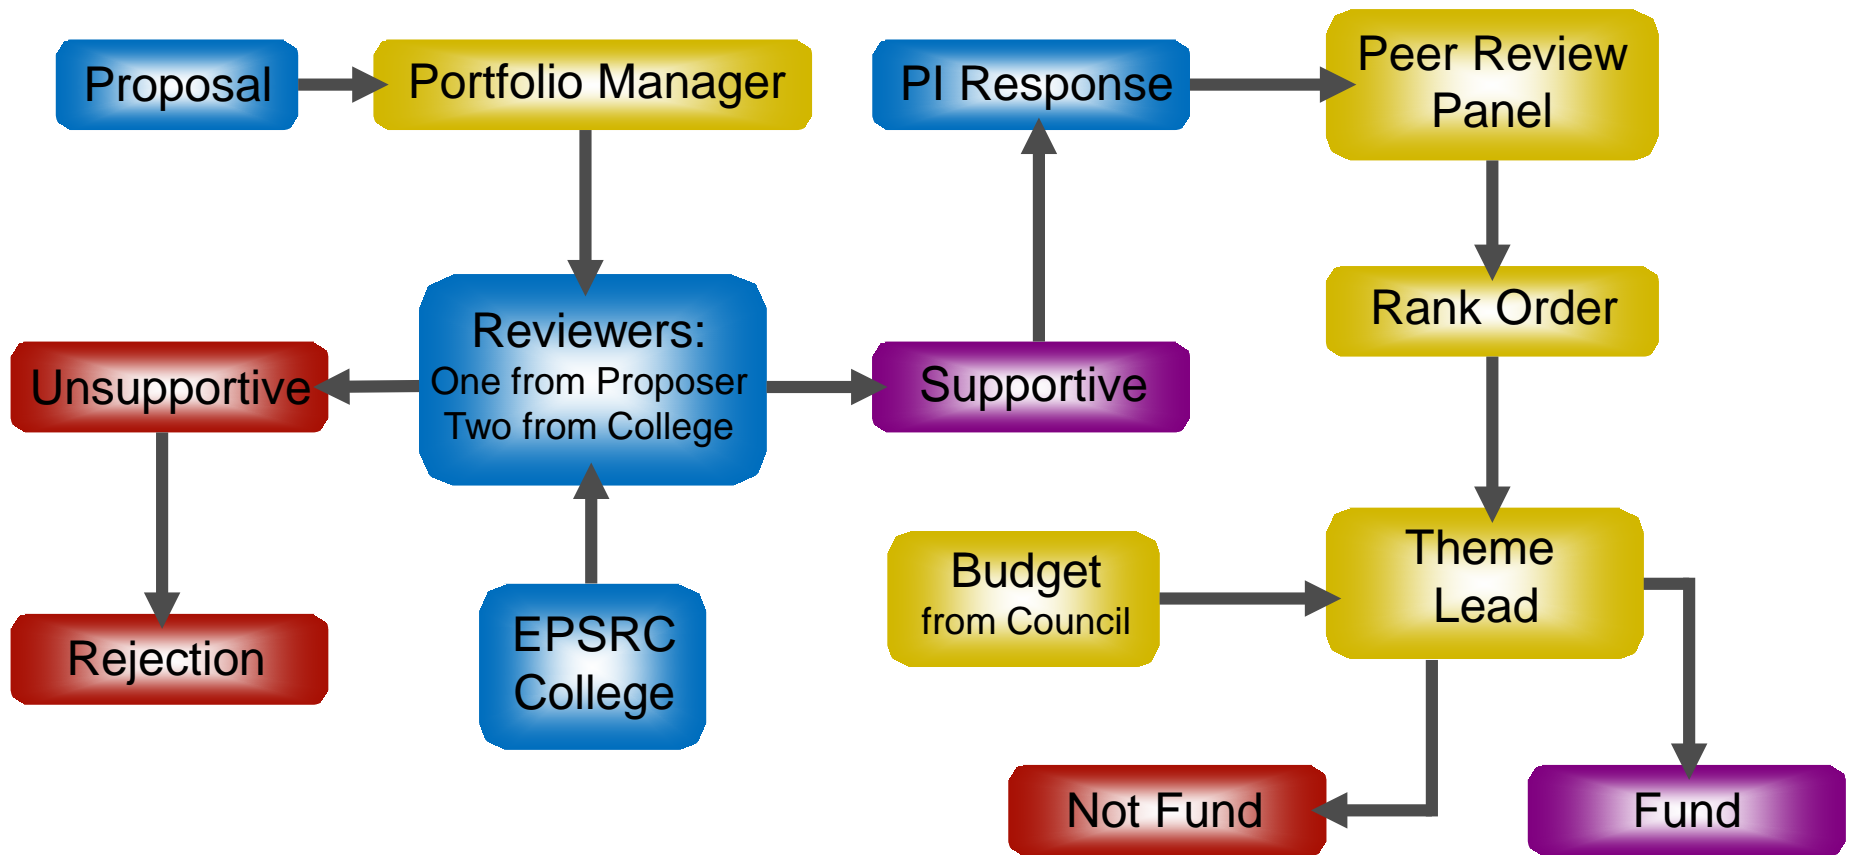 Proposal
Portfolio Manager
PI Response
Peer Review
Panel
Reviewers:
One from Proposer
Two from College
Unsupportive
Supportive
Rank Order
Rejection
EPSRC
College
Budget
from Council
Theme
Lead
Not Fund
Fund